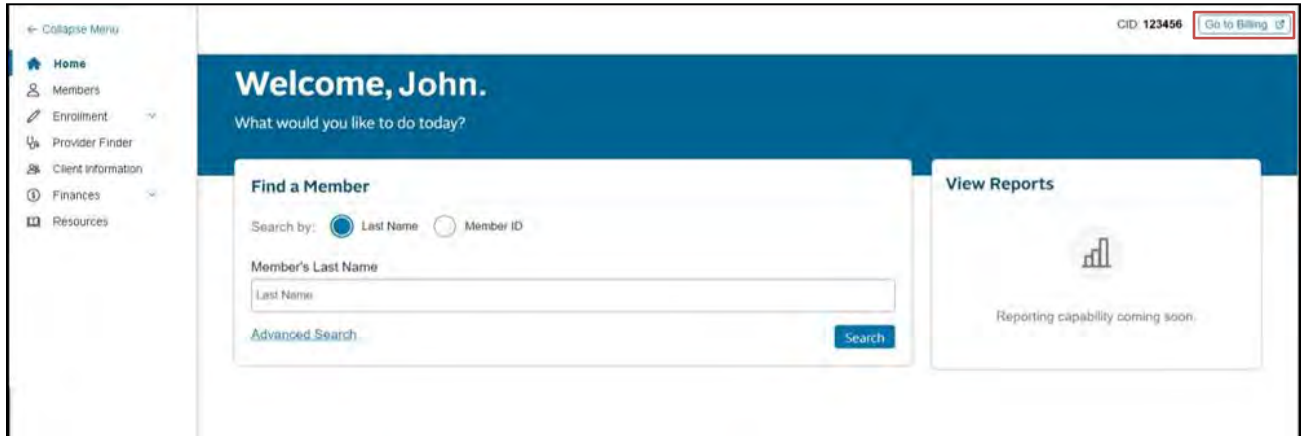 ← Collapse Menu
Home
Members
Enrollment
Provider Finder
Client Information
Finances
Resources
CID: 123456
Go to Billing
Welcome, John.
What would you like to do today?
Find a Member
Search by: Last Name Member ID
Member's Last Name
Last Name
Advanced Search
Search
View Reports
Reporting capability coming soon.